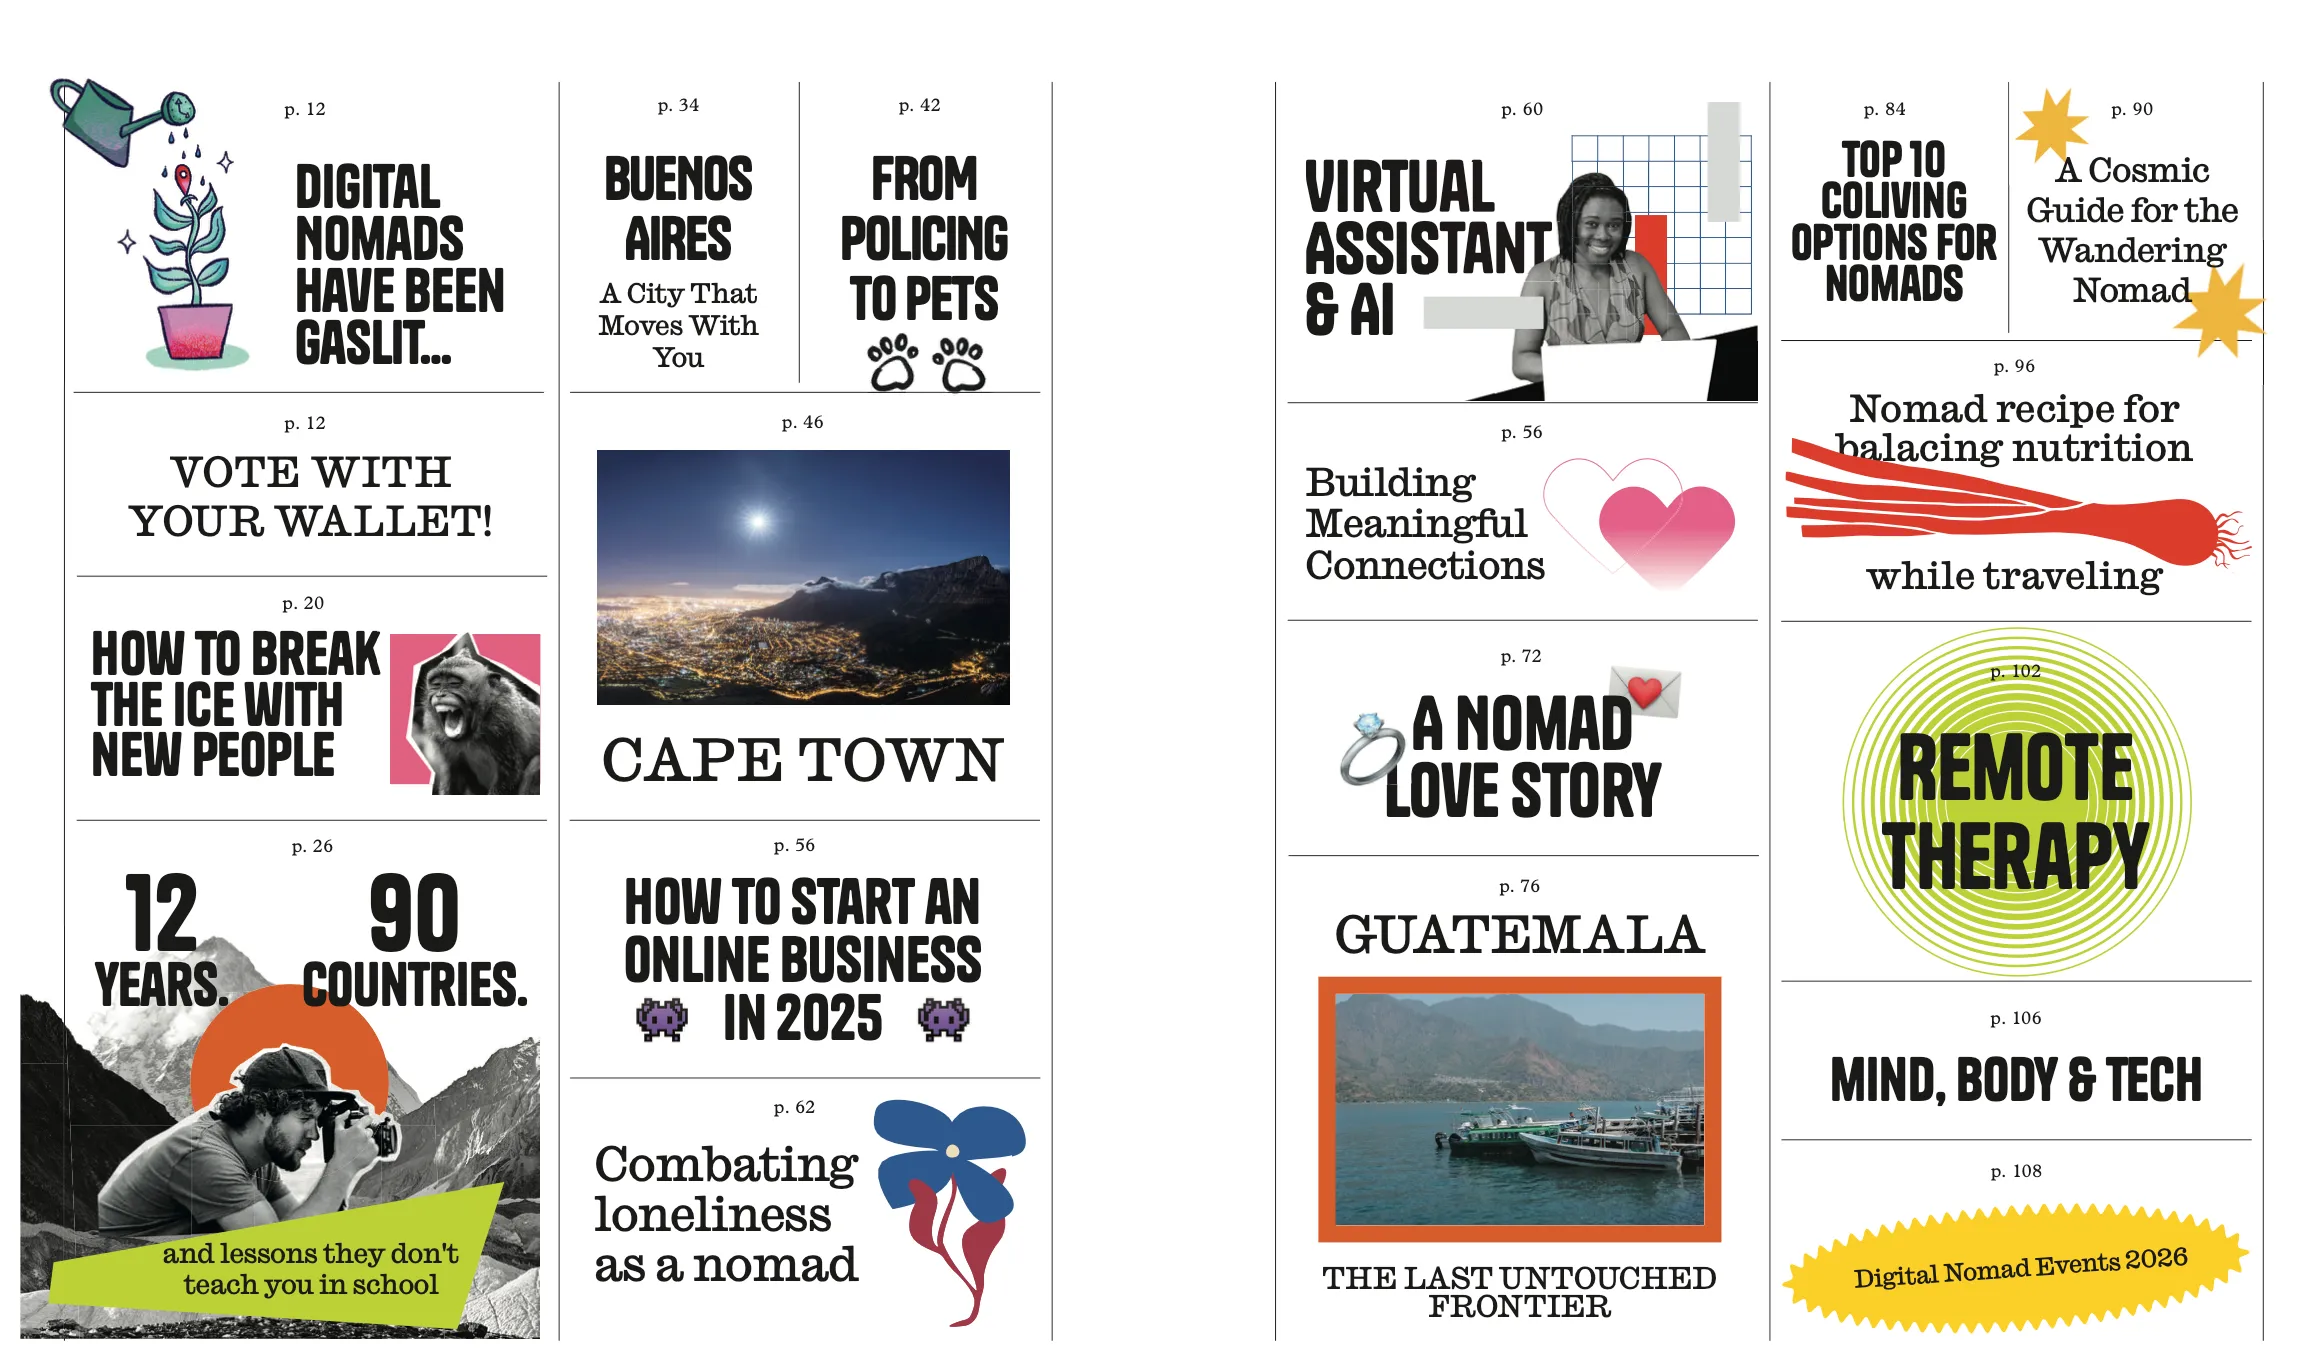 p. 12
DIGITAL
NOMADS
HAVE BEEN
GASLIT...
p. 12
VOTE WITH
YOUR WALLET!
p. 20
HOW TO BREAK
THE ICE WITH
NEW PEOPLE
p. 26
12
YEARS.
90
COUNTRIES.
and lessons they don't
teach you in school
p. 34
BUENOS
AIRES
A City That
Moves With
You
p. 42
FROM
POLICING
TO PETS
p. 46
CAPE TOWN
p. 56
HOW TO START AN
ONLINE BUSINESS
IN 2025
p. 62
Combating
loneliness
as a nomad
p. 60
VIRTUAL
ASSISTANT
& AI
p. 56
Building
Meaningful
Connections
p. 72
A NOMAD
LOVE STORY
p. 76
GUATEMALA
THE LAST UNTOUCHED
FRONTIER
p. 84
TOP 10
COLIVING
OPTIONS FOR
NOMADS
p. 90
A Cosmic
Guide for the
Wandering
Nomad
p. 96
Nomad recipe for
balacing nutrition
while traveling
p. 102
REMOTE
THERAPY
p. 106
MIND, BODY & TECH
p. 108
Digital Nomad Events 2026